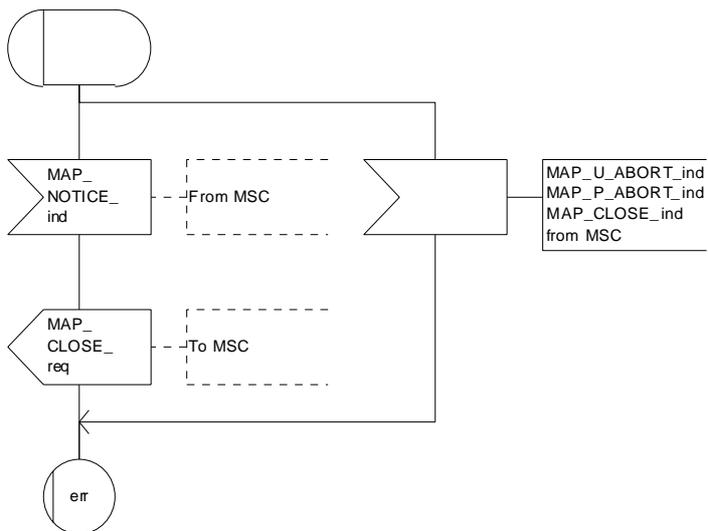 MAP_
NOTICE_
ind
From MSC
MAP_U_ABORT_ind
MAP_P_ABORT_ind
MAP_CLOSE_ind
from MSC
MAP_
CLOSE_
req
To MSC
err